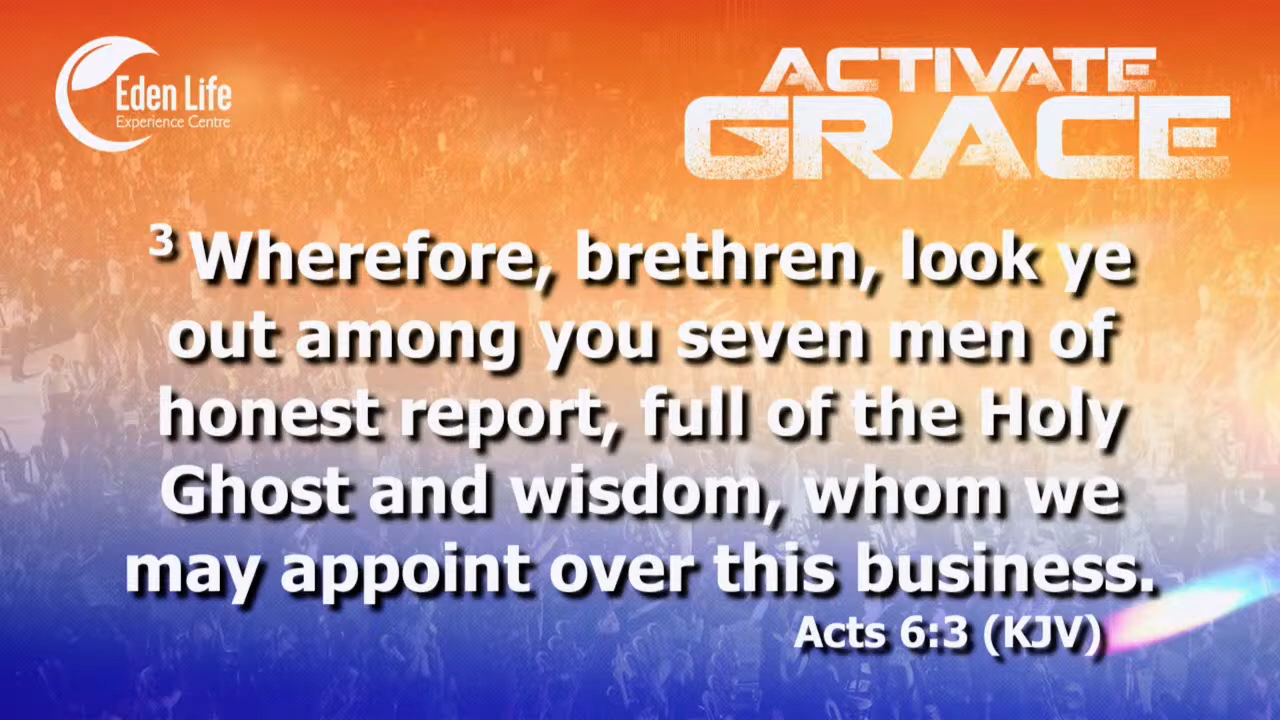 Eden Life
Experience Centre
ACTIVATE
GRACE
3 Wherefore, brethren, look ye
out among you seven men of
honest report, full of the Holy
Ghost and wisdom, whom we
may appoint over this business.
Acts 6:3 (KJV)